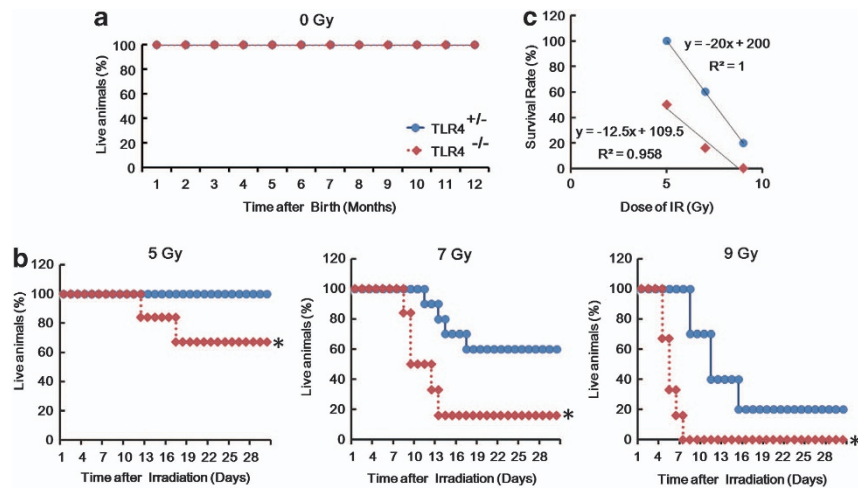 a
0 Gy
Live animals (%)
100
80
60
40
20
0
TLR4 +/-
TLR4 -/-
1 2 3 4 5 6 7 8 9 10 11 12
Time after Birth (Months)
c
Survival Rate (%)
120
100
80
60
40
20
0
y = -20x + 200
R² = 1
y = -12.5x + 109.5
R² = 0.958
0 5 10
Dose of IR (Gy)
b
5 Gy
Live animals (%)
120
100
80
60
40
20
0
*
1 4 7 10 13 16 19 22 25 28
Time after Irradiation (Days)
7 Gy
Live animals (%)
120
100
80
60
40
20
0
*
1 4 7 10 13 16 19 22 25 28
Time after Irradiation (Days)
9 Gy
Live animals (%)
120
100
80
60
40
20
0
*
1 4 7 10 13 16 19 22 25 28
Time after Irradiation (Days)